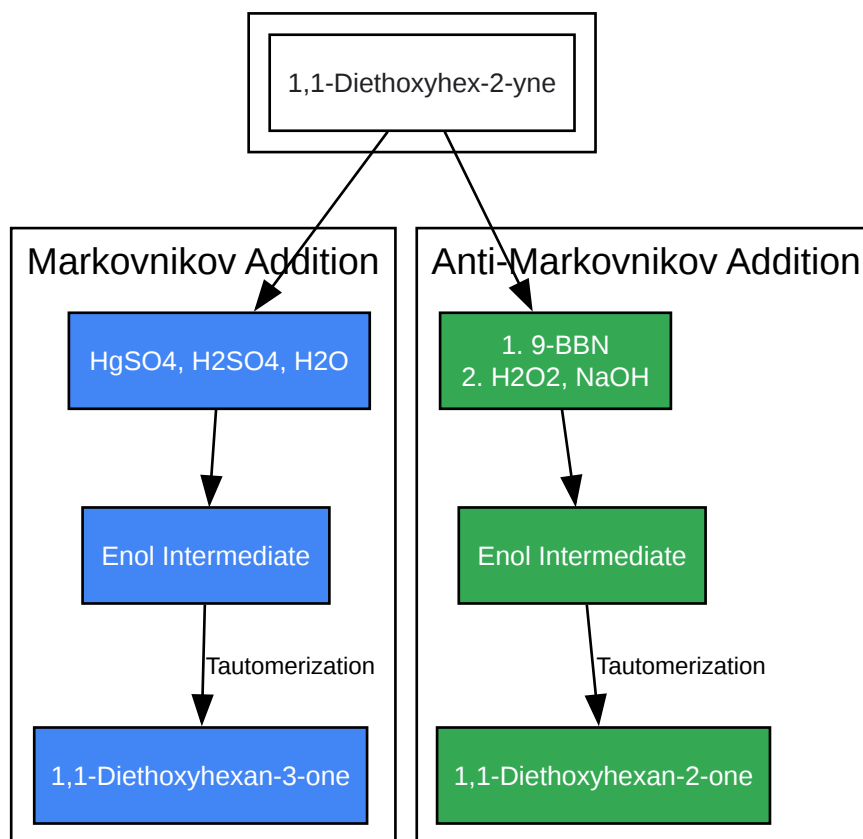 1,1-Diethoxyhex-2-yne
Markovnikov Addition
HgSO4, H2SO4, H2O
Enol Intermediate
Tautomerization
1,1-Diethoxyhexan-3-one
Anti-Markovnikov Addition
1. 9-BBN
2. H2O2, NaOH
Enol Intermediate
Tautomerization
1,1-Diethoxyhexan-2-one